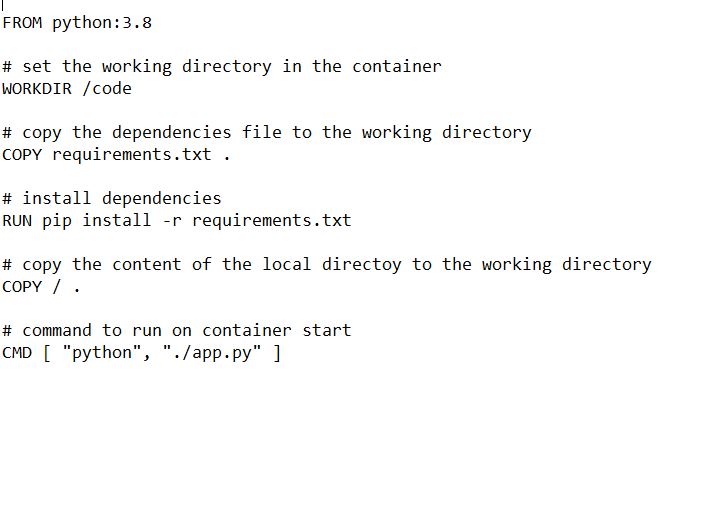 FROM python:3.8
# set the working directory in the container
WORKDIR /code
# copy the dependencies file to the working directory
COPY requirements.txt .
# install dependencies
RUN pip install -r requirements.txt
# copy the content of the local directoy to the working directory
COPY / .
# command to run on container start
CMD [ "python", "./app.py" ]